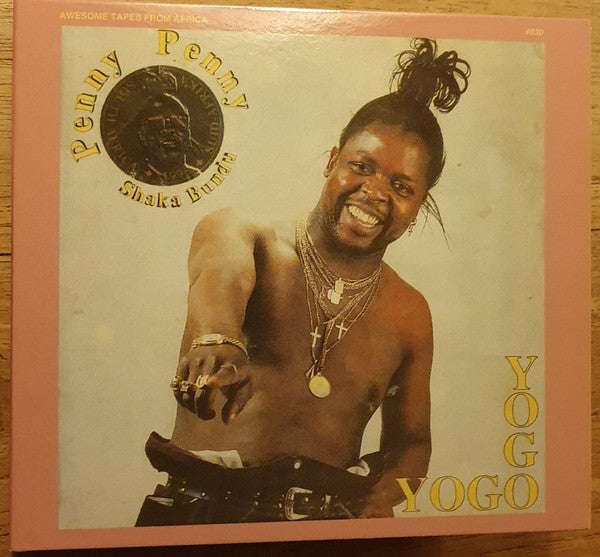 AWESOME TAPES FROM AFRICA
#030
Penny Penny
Shaka Bundu
YOGO
YOGO